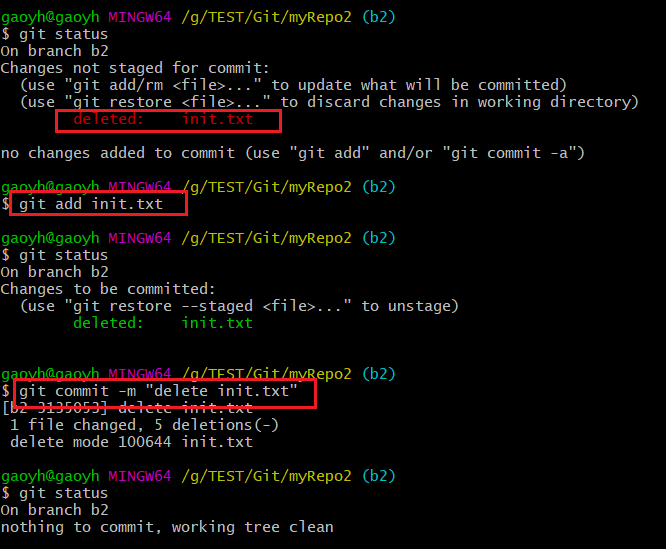 gaoyh@gaoyh MINGW64 /g/TEST/Git/myRepo2 (b2)
$ git status
On branch b2
Changes not staged for commit:
  (use "git add/rm <file>..." to update what will be committed)
  (use "git restore <file>..." to discard changes in working directory)
        deleted:    init.txt

no changes added to commit (use "git add" and/or "git commit -a")

gaoyh@gaoyh MINGW64 /g/TEST/Git/myRepo2 (b2)
$ git add init.txt

gaoyh@gaoyh MINGW64 /g/TEST/Git/myRepo2 (b2)
$ git status
On branch b2
Changes to be committed:
  (use "git restore --staged <file>..." to unstage)
        deleted:    init.txt

gaoyh@gaoyh MINGW64 /g/TEST/Git/myRepo2 (b2)
$ git commit -m "delete init.txt"
[b2 3135053] delete init.txt
 1 file changed, 5 deletions(-)
 delete mode 100644 init.txt

gaoyh@gaoyh MINGW64 /g/TEST/Git/myRepo2 (b2)
$ git status
On branch b2
nothing to commit, working tree clean